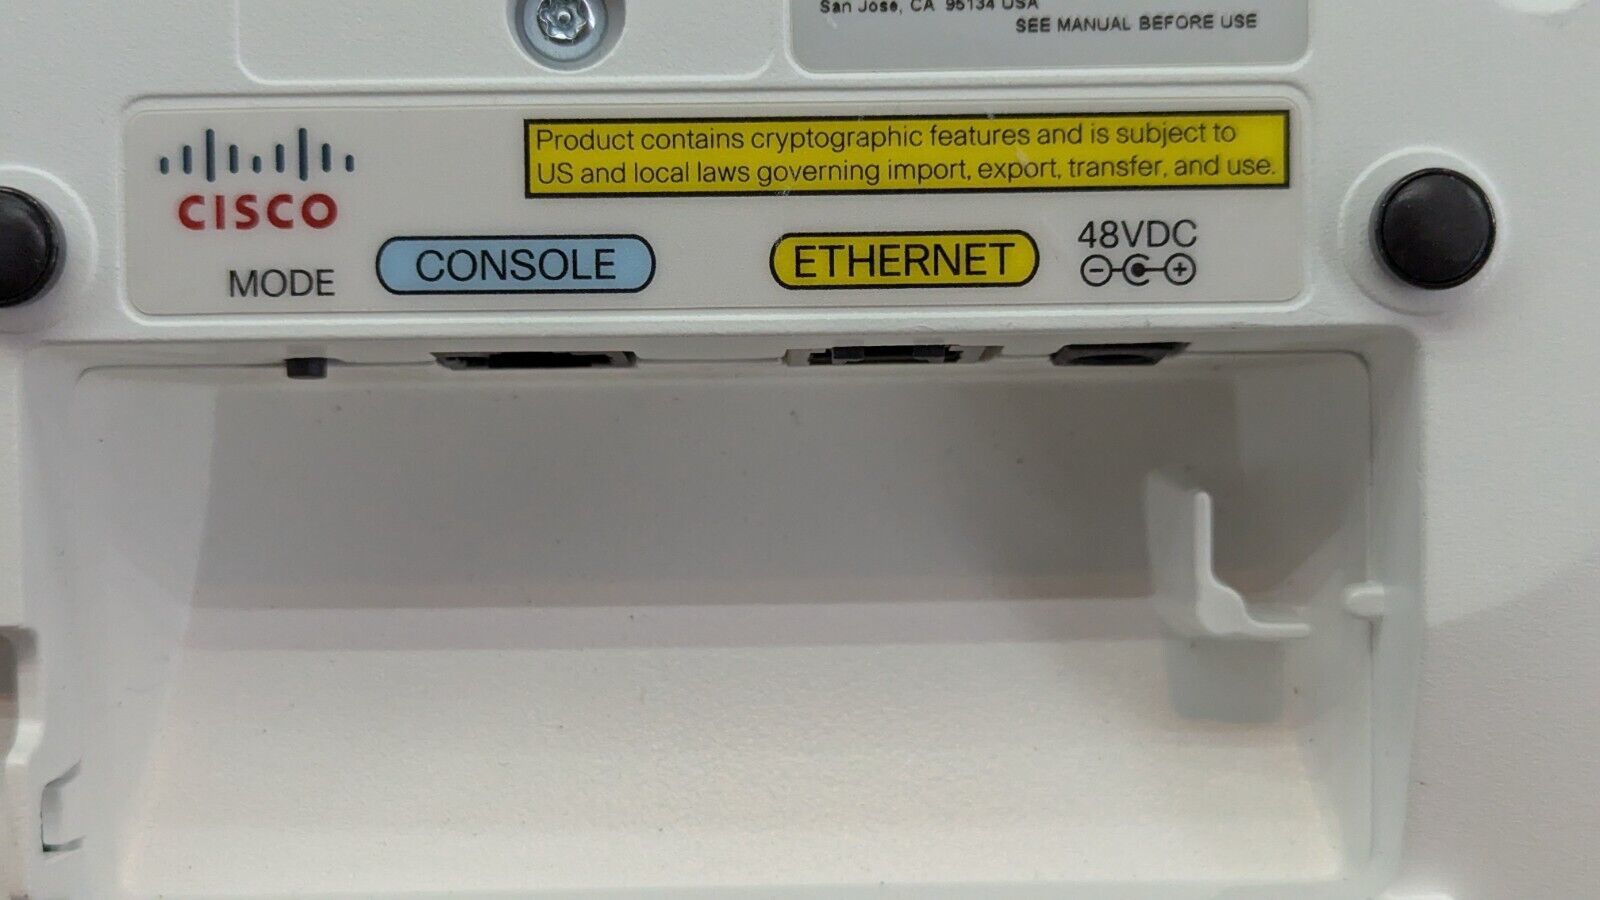 San Jose, CA 95134 USA
SEE MANUAL BEFORE USE
Product contains cryptographic features and is subject to
US and local laws governing import, export, transfer, and use.
CISCO
MODE
CONSOLE
ETHERNET
48VDC